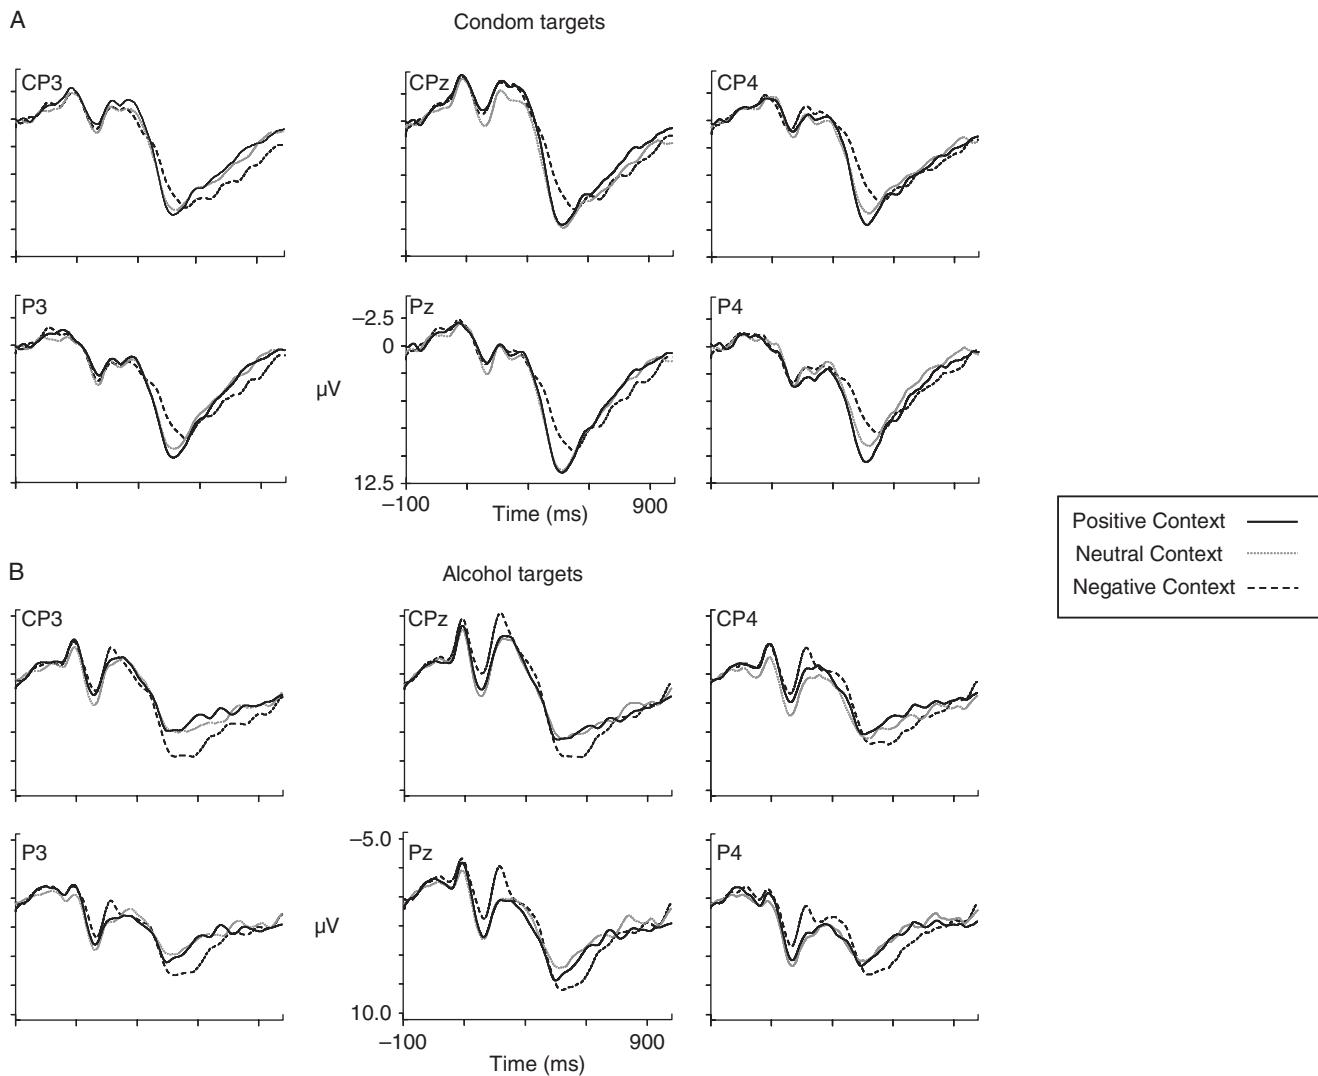 A
Condom targets
CP3
CPz
CP4
P3
Pz
P4
–2.5
0
µV
12.5
–100
900
Time (ms)
Positive Context
Neutral Context
Negative Context
B
Alcohol targets
CP3
CPz
CP4
P3
Pz
P4
–5.0
µV
10.0
–100
900
Time (ms)